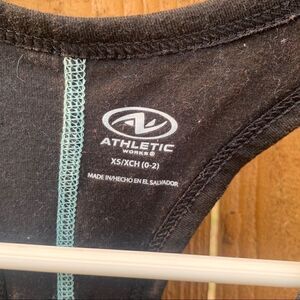 ATHLETIC
WORKS
XS/XCH (0-2)
MADE IN/HECHO EN EL SALVADOR